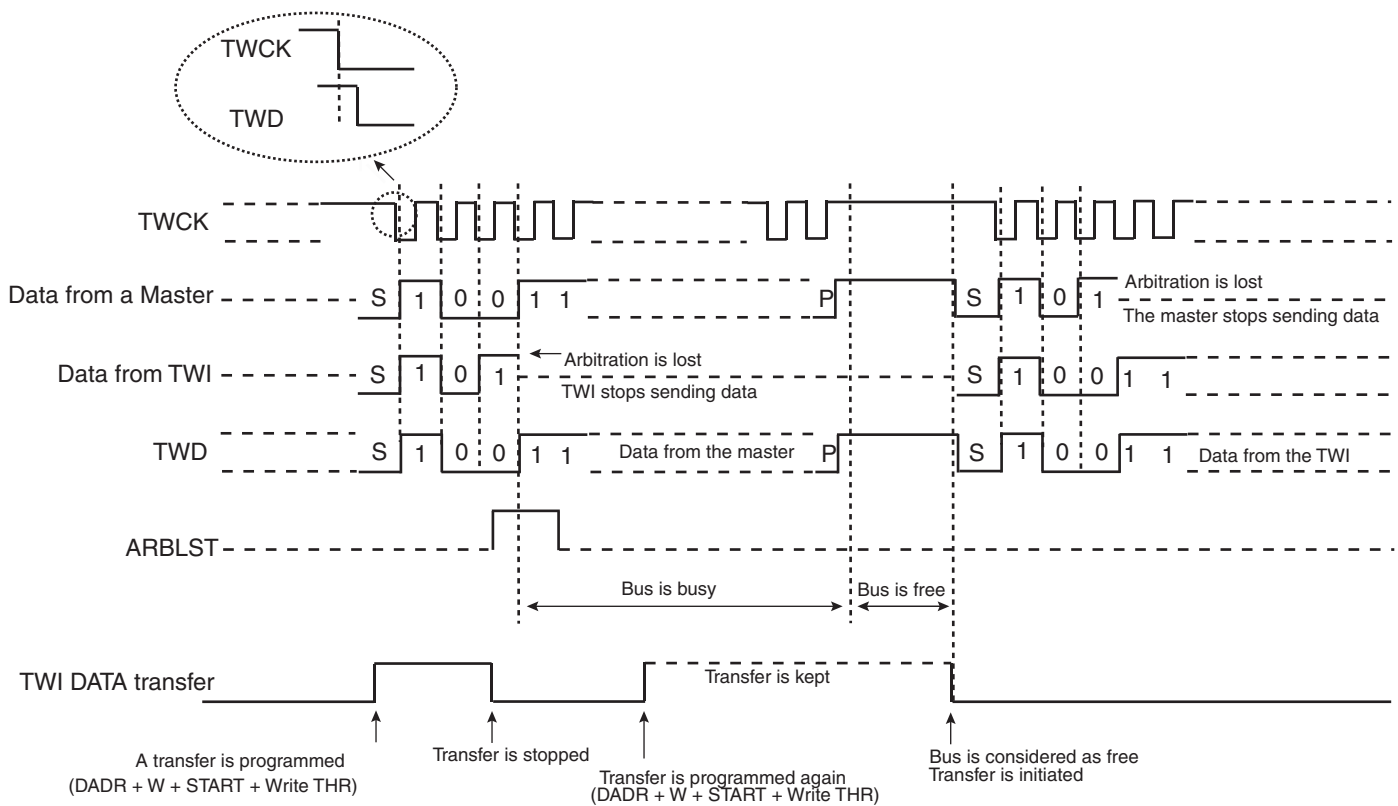 TWCK
TWD
TWCK
Data from a Master
S 1 0 0 1 1
P
S 1 0 1
Arbitration is lost
The master stops sending data
Data from TWI
S 1 0 1
Arbitration is lost
TWI stops sending data
S 1 0 0 1 1
TWD
S 1 0 0 1 1
Data from the master
P
S 1 0 0 1 1
Data from the TWI
ARBLST
Bus is busy
Bus is free
TWI DATA transfer
Transfer is kept
A transfer is programmed
(DADR + W + START + Write THR)
Transfer is stopped
Transfer is programmed again
(DADR + W + START + Write THR)
Bus is considered as free
Transfer is initiated